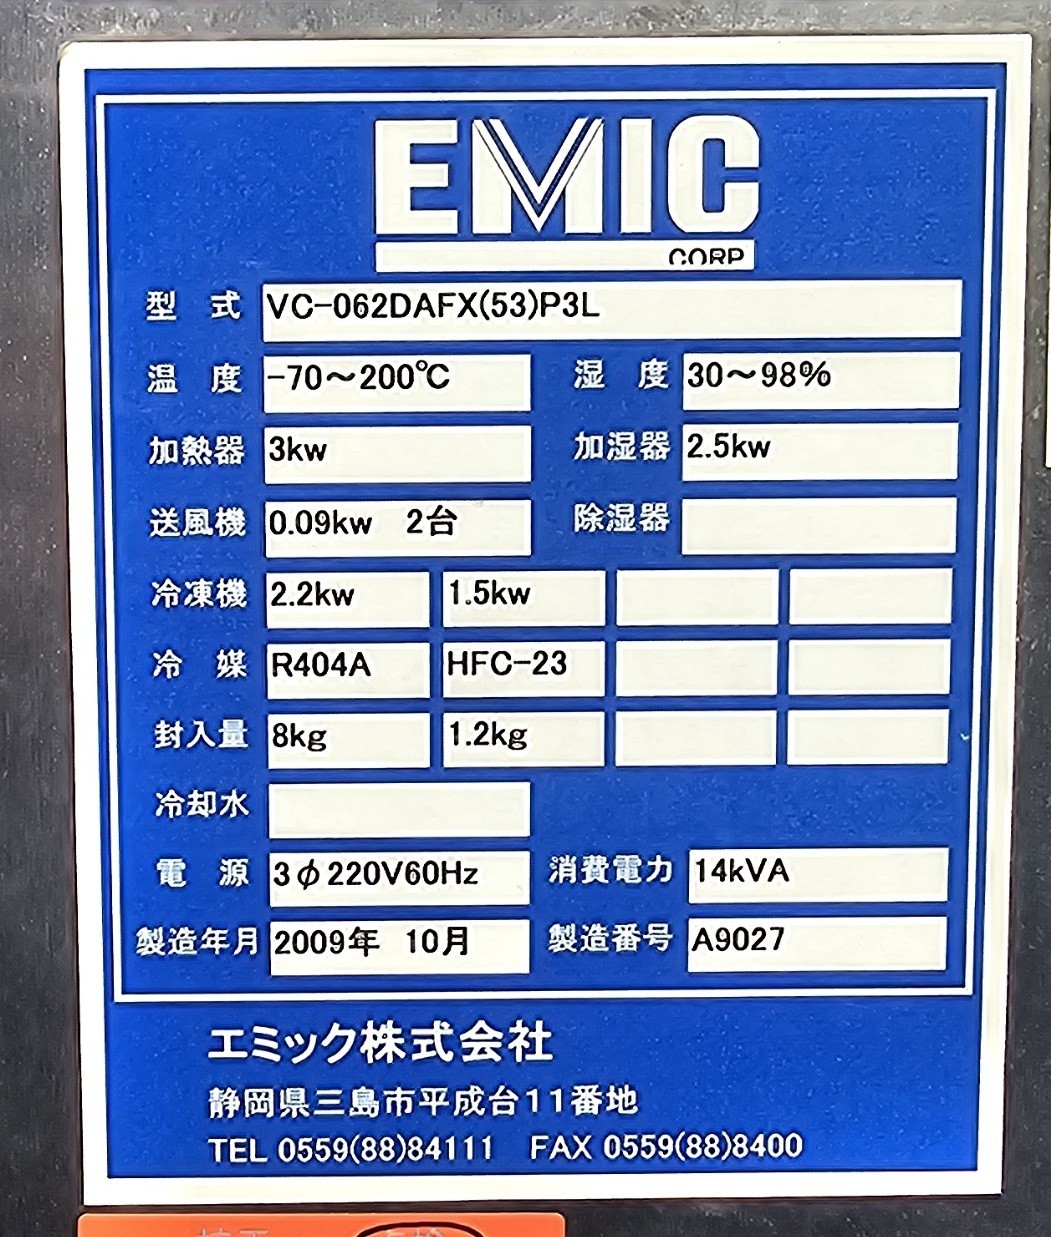 EMIC
CORP
型 式 VC-062DAFX(53)P3L
温 度 -70～200℃ 湿 度 30～98%
加熱器 3kw 加湿器 2.5kw
送風機 0.09kw 2台 除湿器
冷凍機 2.2kw 1.5kw
冷 媒 R404A HFC-23
封入量 8kg 1.2kg
冷却水
電 源 3φ220V60Hz 消費電力 14kVA
製造年月 2009年 10月 製造番号 A9027
エミック株式会社
静岡県三島市平成台11番地
TEL 0559(88)84111 FAX 0559(88)8400